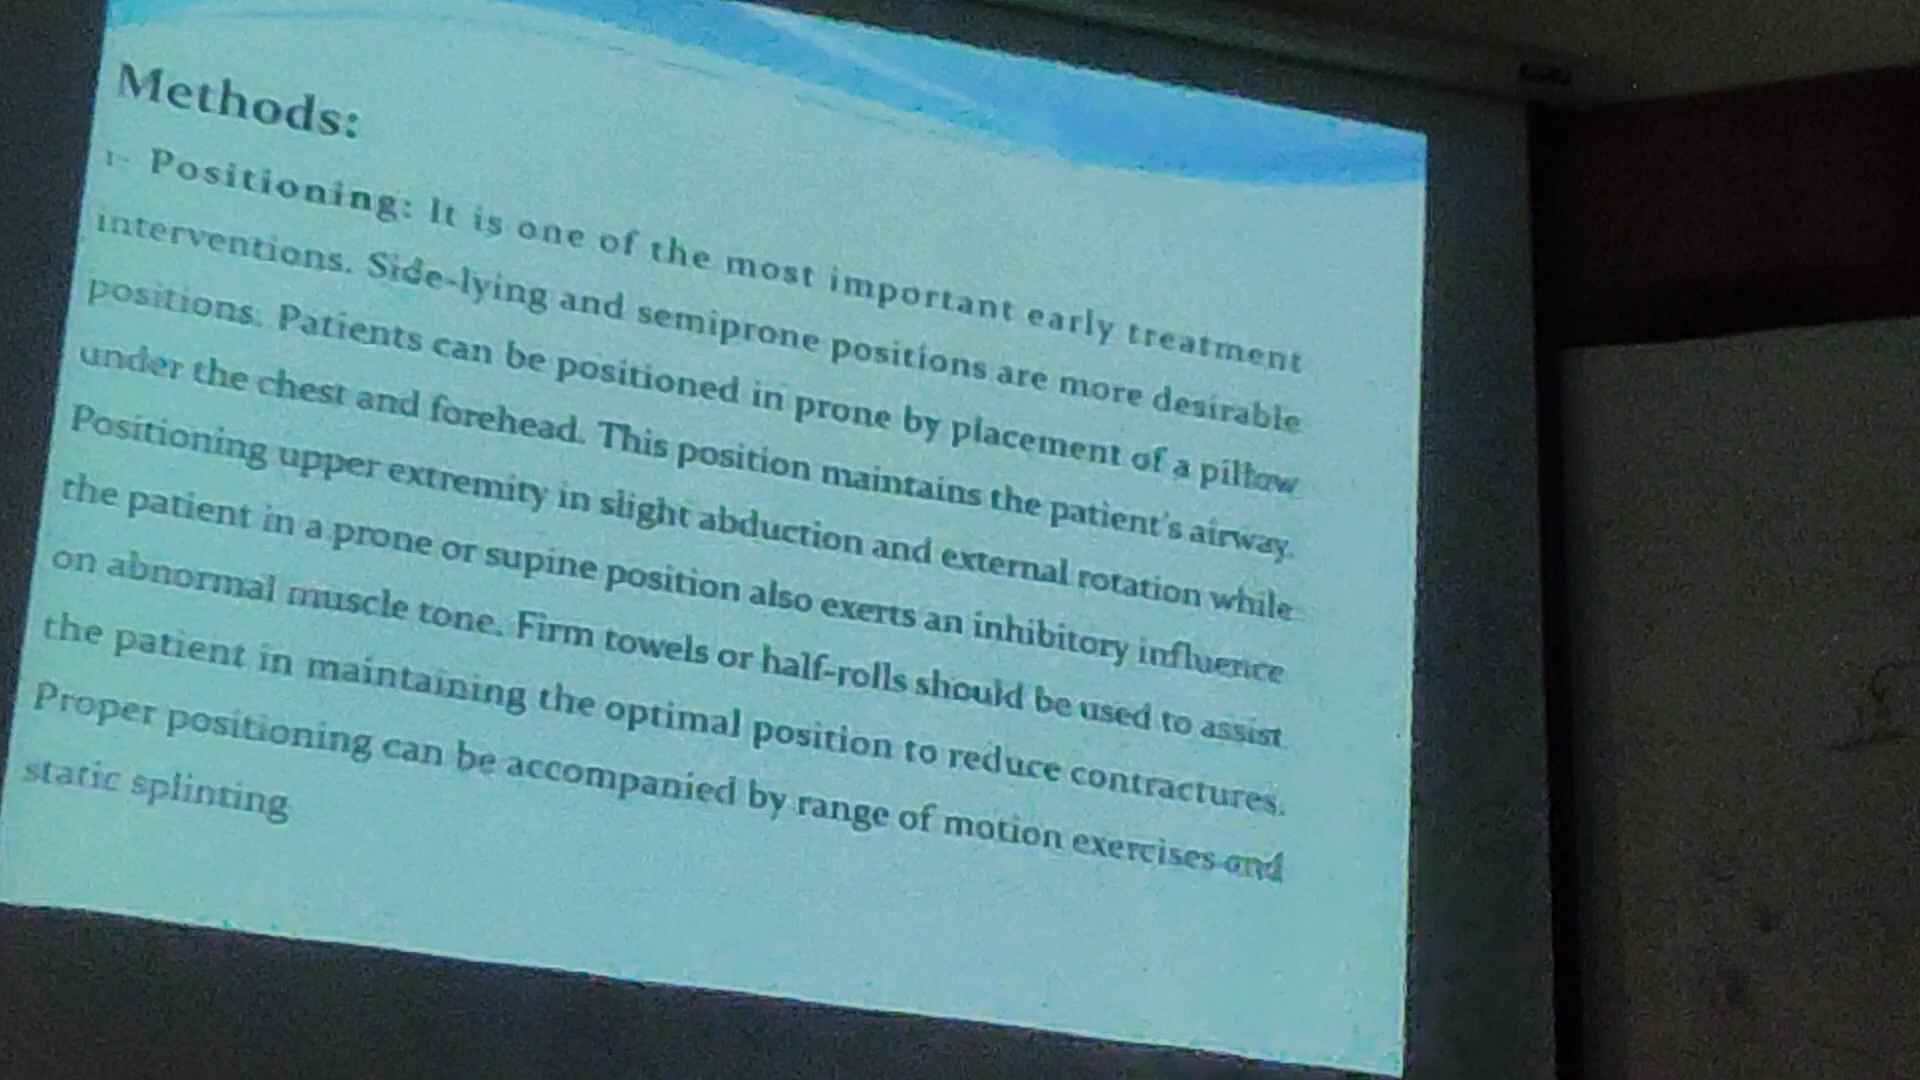 Methods:
1- Positioning: It is one of the most important early treatment
interventions. Side-lying and semiprone positions are more desirable
positions. Patients can be positioned in prone by placement of a pillow
under the chest and forehead. This position maintains the patient's airway.
Positioning upper extremity in slight abduction and external rotation while
the patient in a prone or supine position also exerts an inhibitory influence
on abnormal muscle tone. Firm towels or half-rolls should be used to assist
the patient in maintaining the optimal position to reduce contractures.
Proper positioning can be accompanied by range of motion exercises and
static splinting